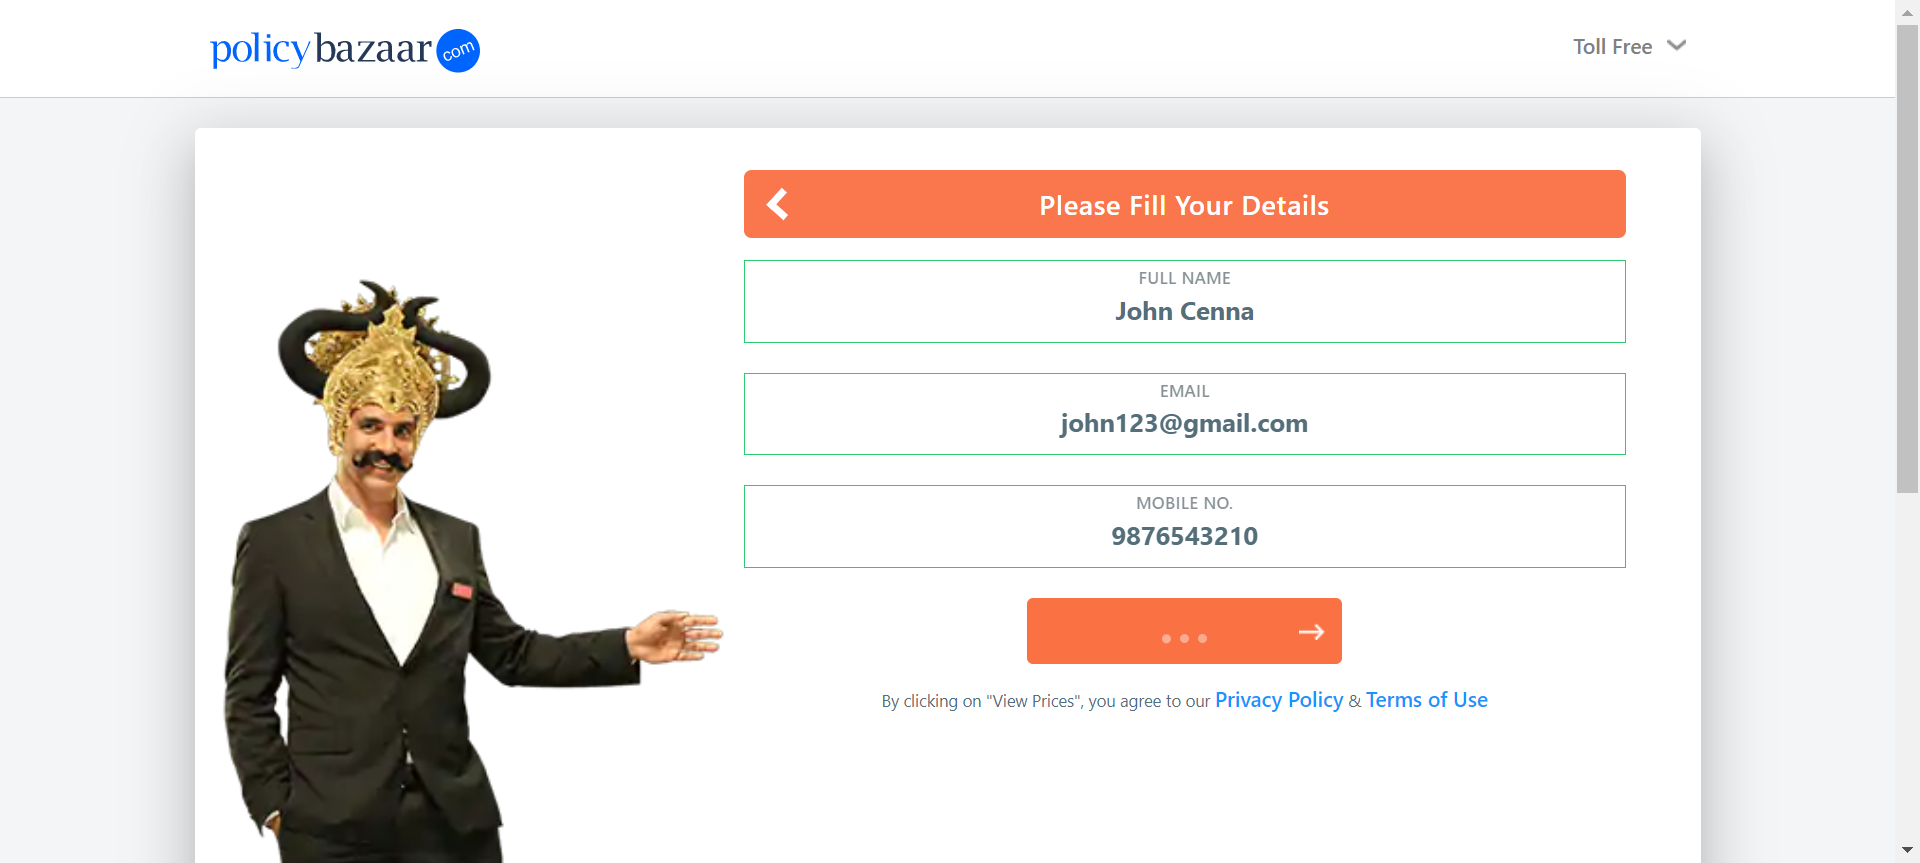 policybazaar com
Toll Free
Please Fill Your Details
FULL NAME
John Cenna
EMAIL
john123@gmail.com
MOBILE NO.
9876543210
By clicking on "View Prices", you agree to our Privacy Policy & Terms of Use